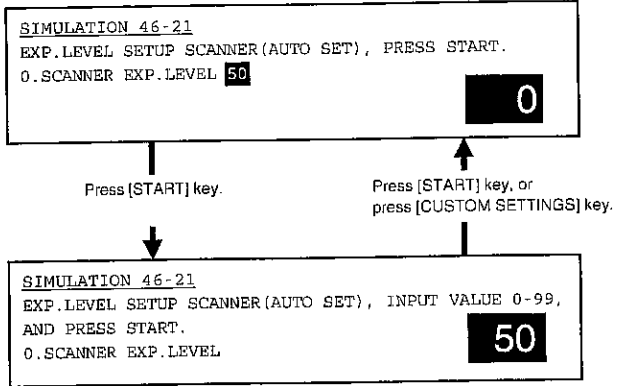 SIMULATION 46-21
EXP.LEVEL SETUP SCANNER(AUTO SET), PRESS START.
0.SCANNER EXP.LEVEL 50
0
Press [START] key.
Press [START] key, or
press [CUSTOM SETTINGS] key.
SIMULATION 46-21
EXP.LEVEL SETUP SCANNER(AUTO SET), INPUT VALUE 0-99,
AND PRESS START.
0.SCANNER EXP.LEVEL
50